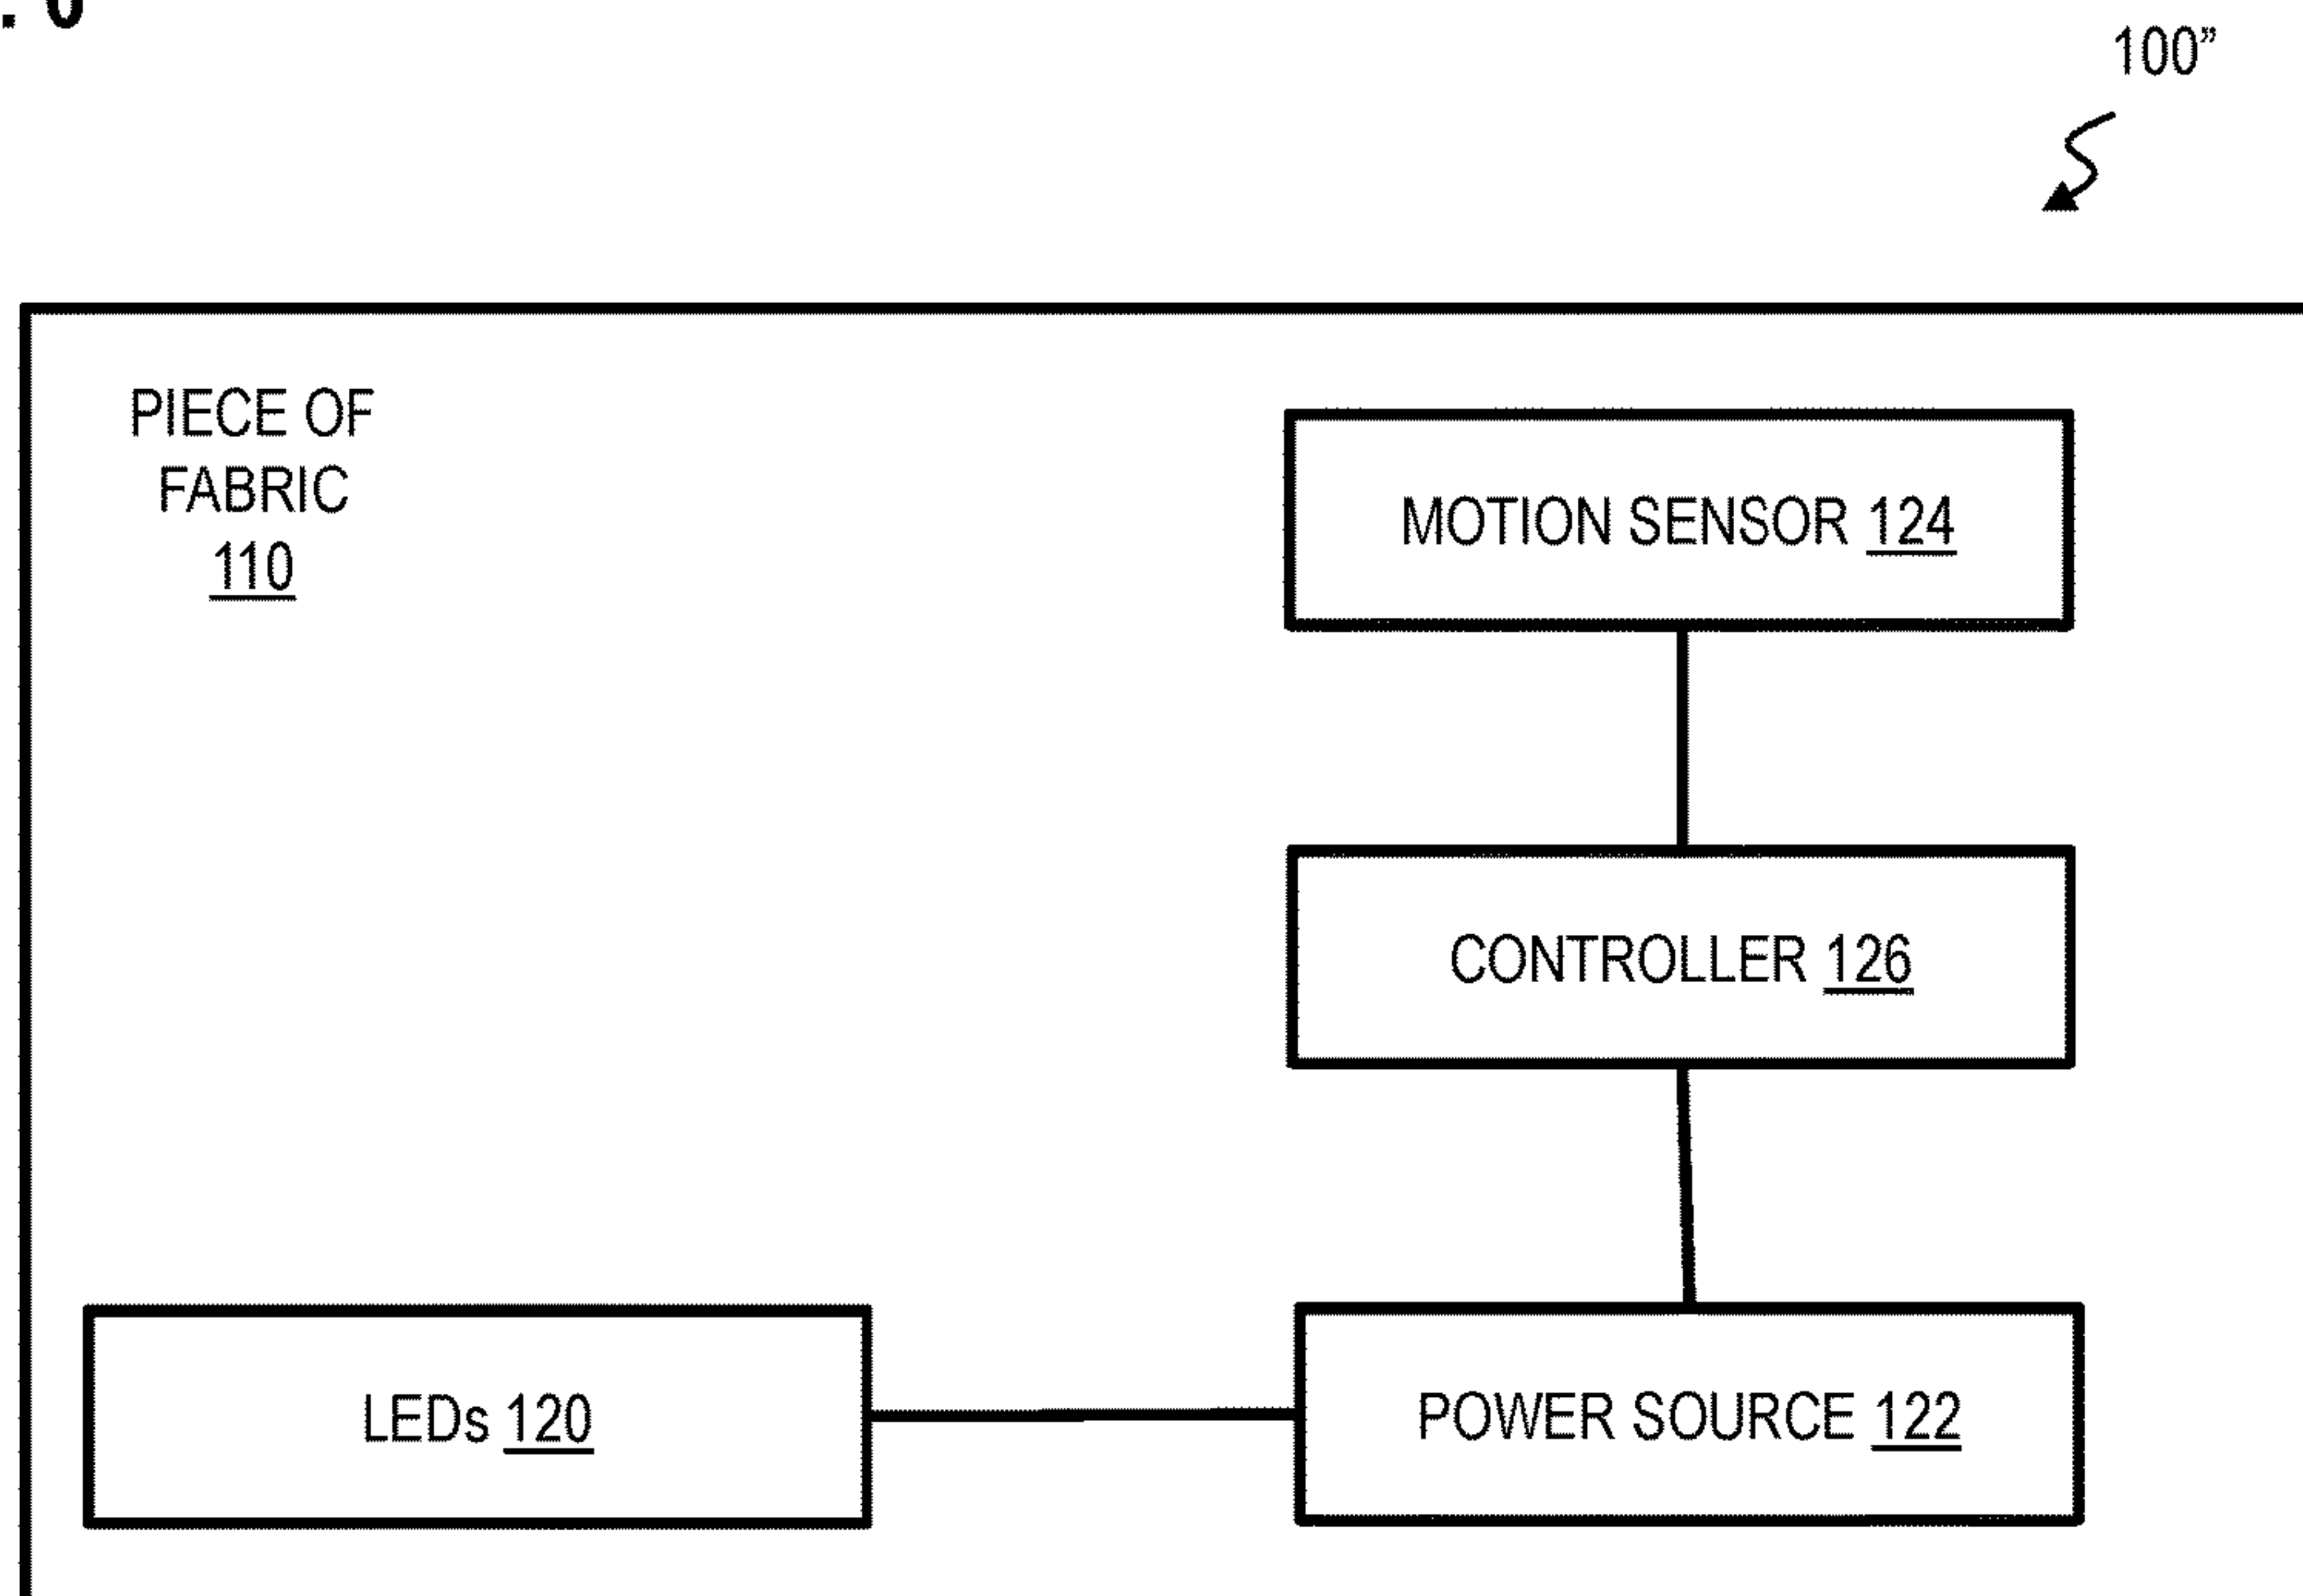 100”
PIECE OF
FABRIC
110
MOTION SENSOR 124
CONTROLLER 126
LEDs 120
POWER SOURCE 122